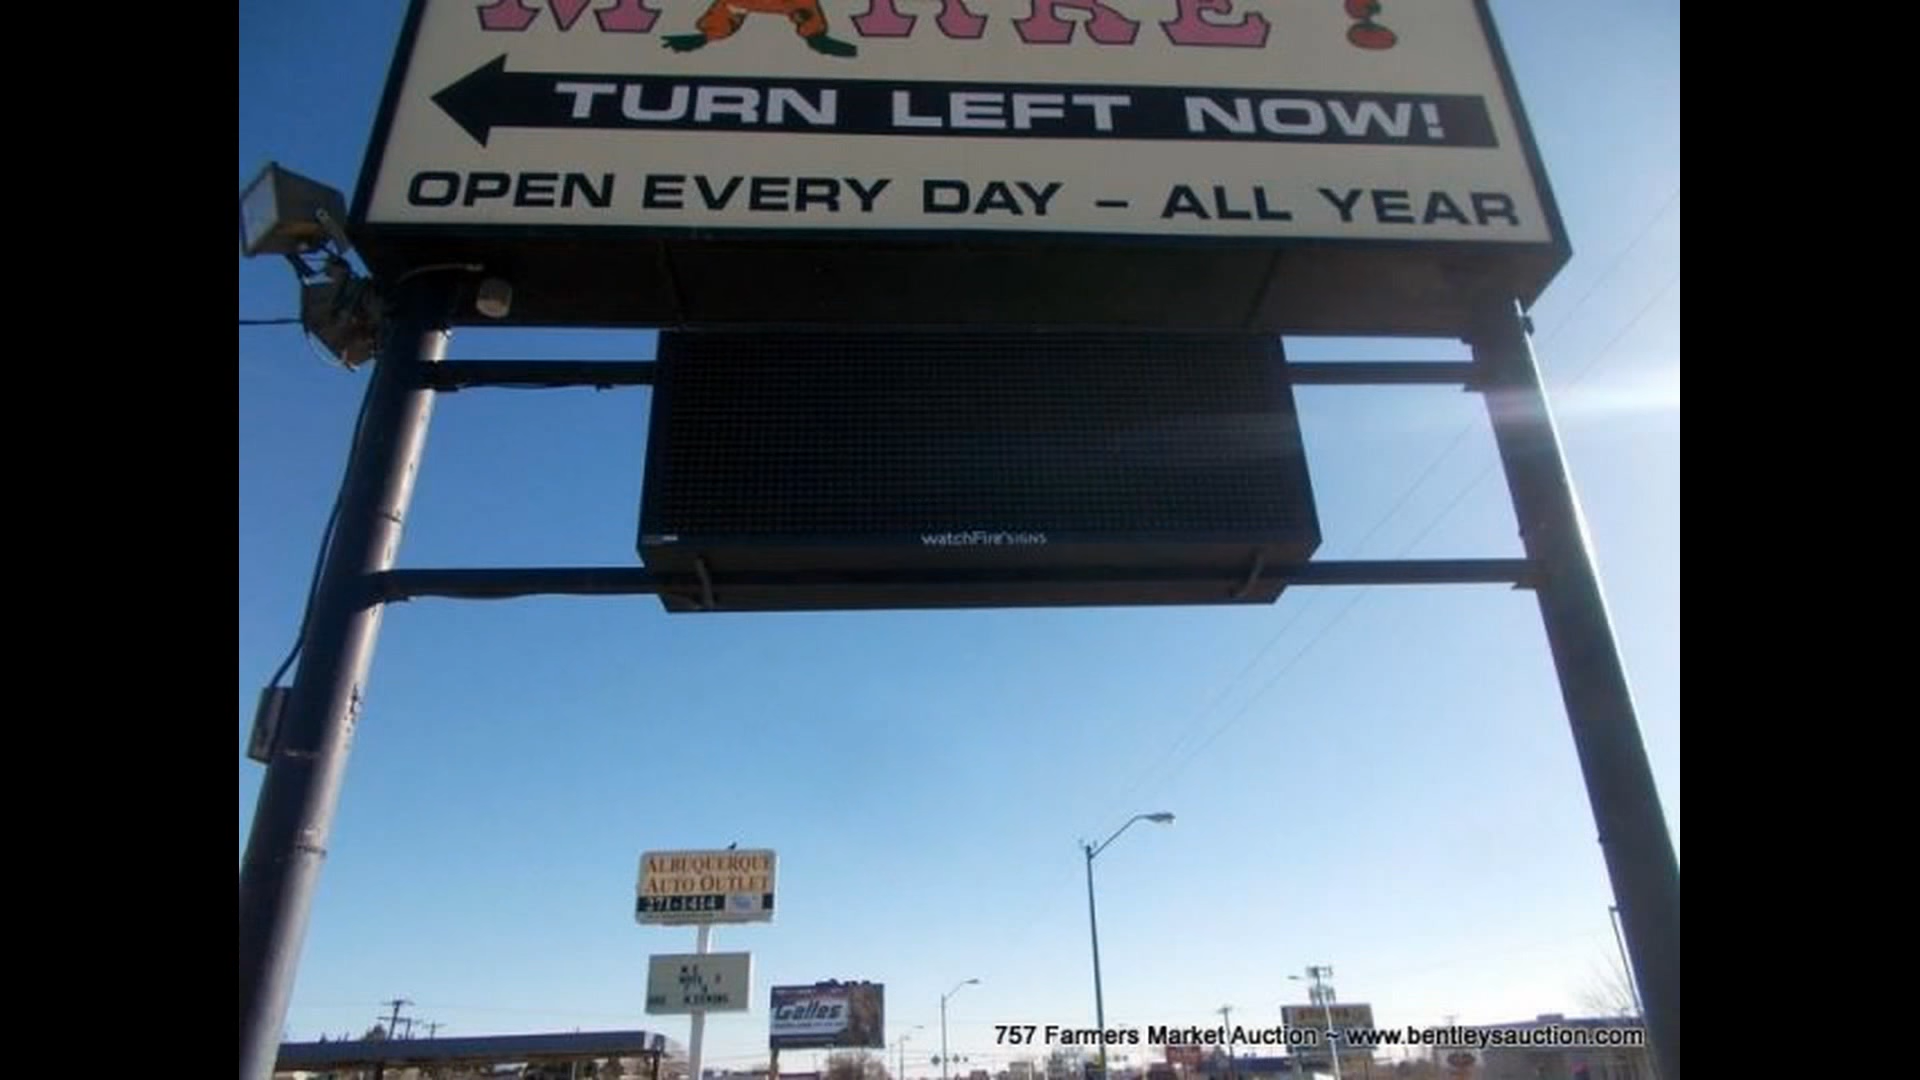 TURN LEFT NOW!
OPEN EVERY DAY - ALL YEAR
watchFire SIGNS
ALBUQUERQUE
AUTO OUTLET
Galles
757 Farmers Market Auction ~ www.bentleysauction.com